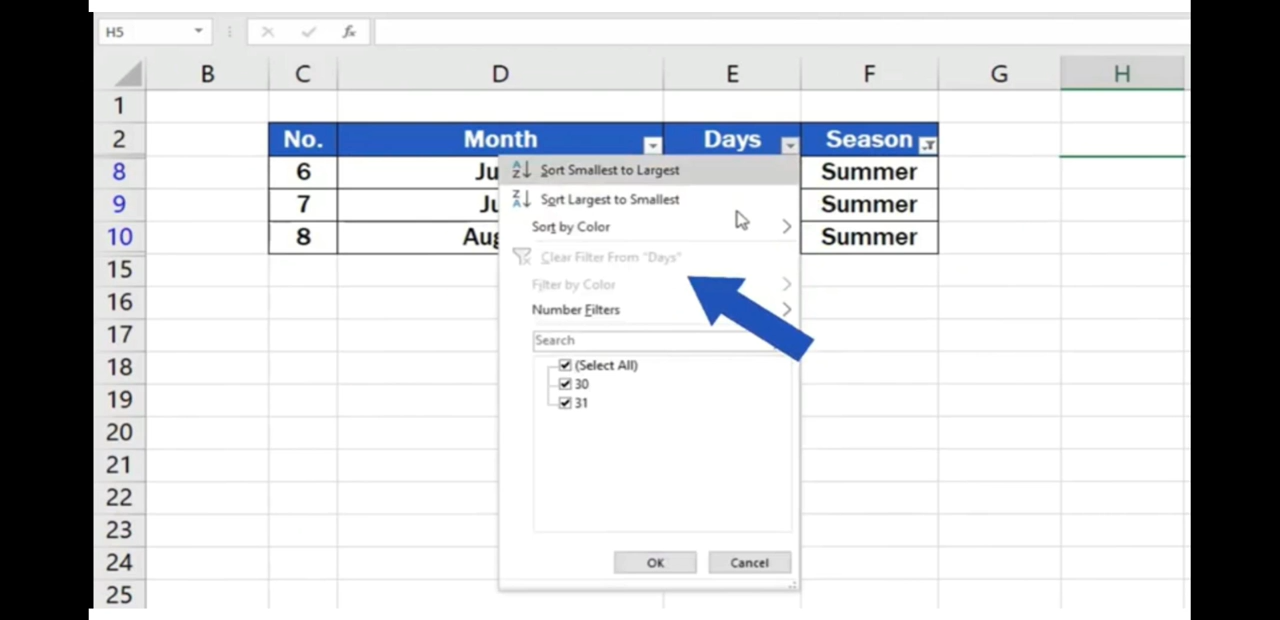 H5
fx
B C D E F G H
1
2 No. Month Days Season
8 6 Ju Summer
9 7 Ju Summer
10 8 Aug Summer
15
16
17
18
19
20
21
22
23
24
25
Sort Smallest to Largest
Sort Largest to Smallest
Sort by Color
Clear Filter From "Days"
Filter by Color
Number Filters
Search
(Select All)
30
31
OK Cancel